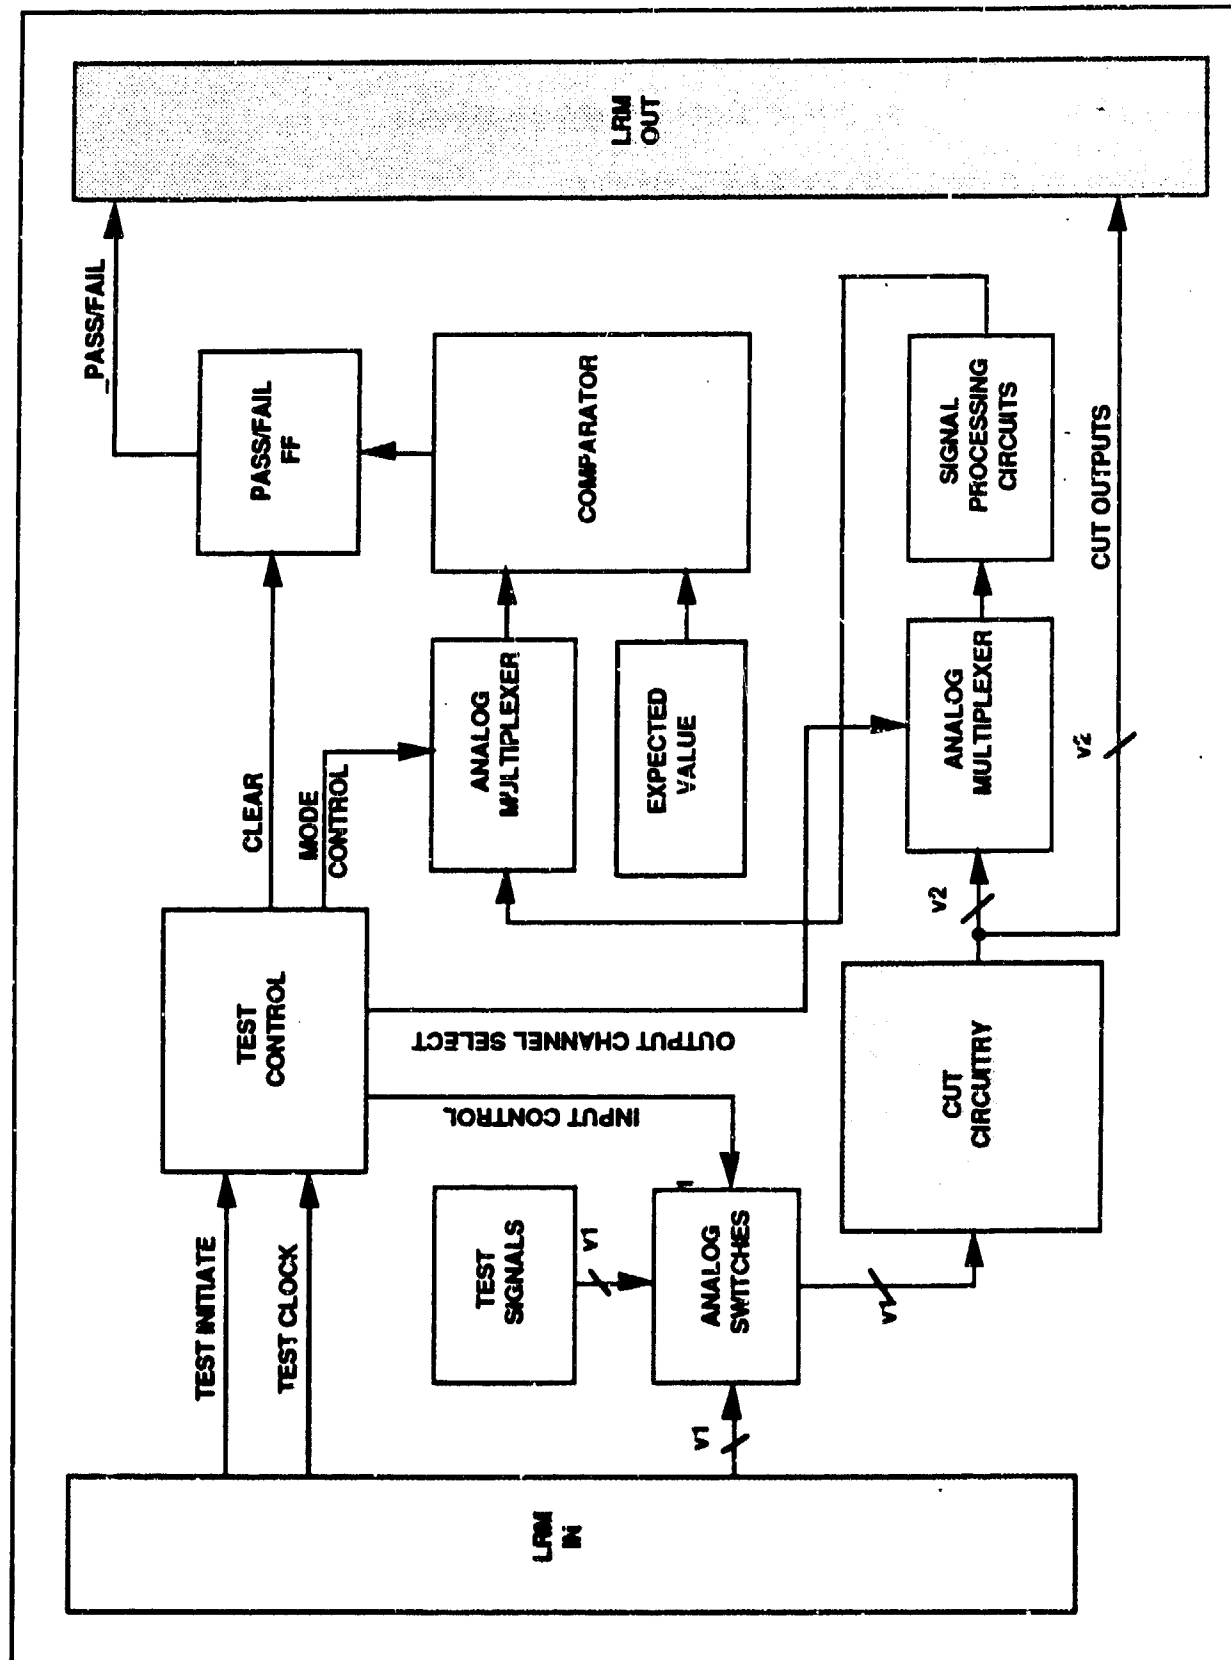 LRM
IN
TEST INITIATE
TEST CLOCK
v1
TEST
CONTROL
CLEAR
MODE
CONTROL
INPUT CONTROL
OUTPUT CHANNEL SELECT
TEST
SIGNALS
v1
ANALOG
SWITCHES
v1
CUT
CIRCUITRY
v2
v2
CUT OUTPUTS
ANALOG
MULTIPLEXER
EXPECTED
VALUE
ANALOG
MULTIPLEXER
SIGNAL
PROCESSING
CIRCUITS
COMPARATOR
PASS/FAIL
FF
_PASS/FAIL
LRM
OUT